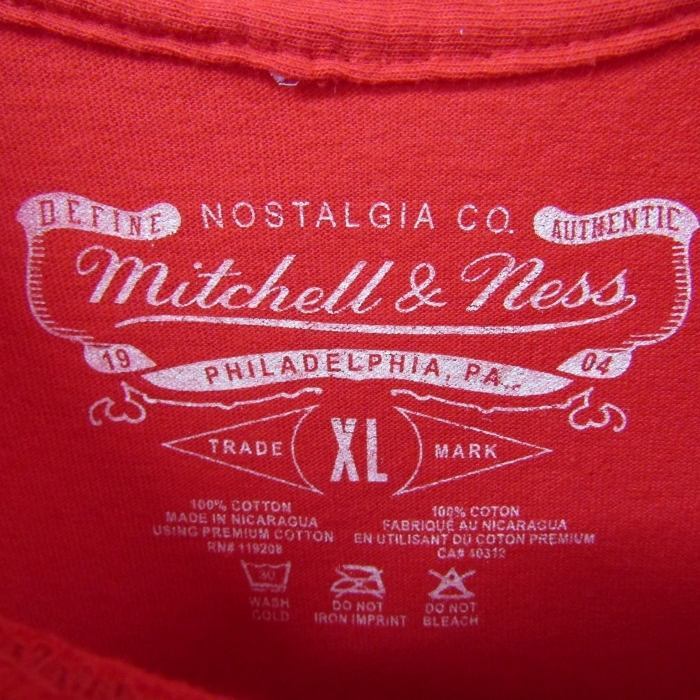 DEFINE NOSTALGIA CO. AUTHENTIC
Mitchell & Ness
19 PHILADELPHIA, PA. 04
TRADE XL MARK
100% COTTON
MADE IN NICARAGUA
USING PREMIUM COTTON
RN# 119208
100% COTON
FABRIQUÉ AU NICARAGUA
EN UTILISANT DU COTON PREMIUM
CA# 40312
30
WASH
COLD
DO NOT
IRON IMPRINT
DO NOT
BLEACH